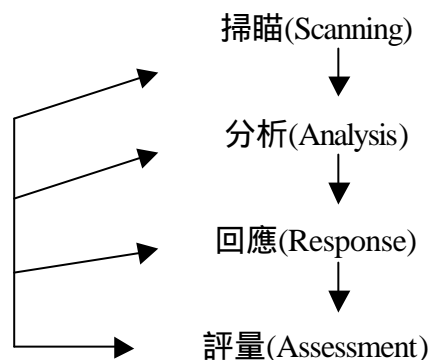 掃瞄(Scanning)
分析(Analysis)
回應(Response)
評量(Assessment)